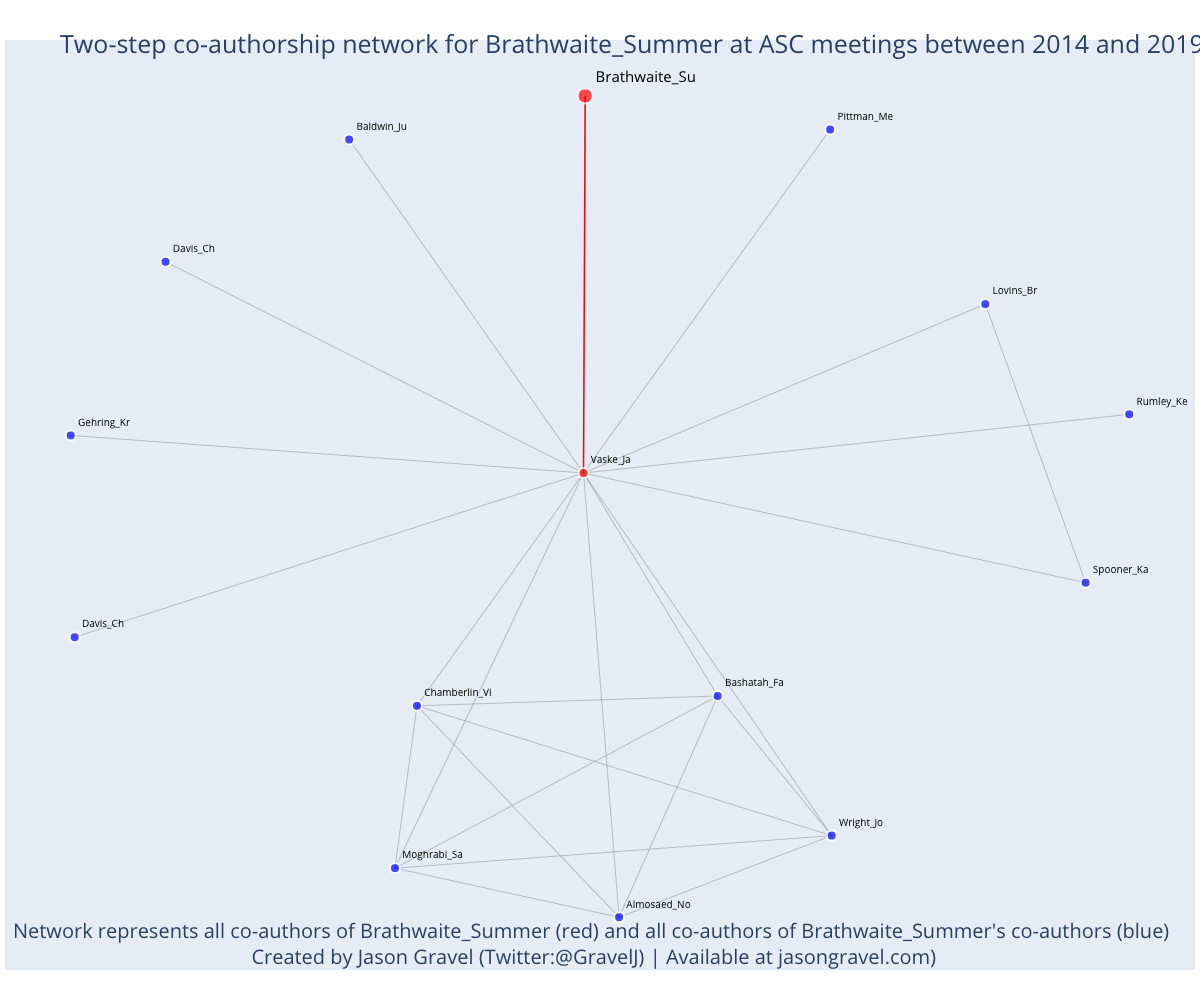 Two-step co-authorship network for Brathwaite_Summer at ASC meetings between 2014 and 2019
Brathwaite_Su
Pittman_Me
Baldwin_Ju
Davis_Ch
Lovins_Br
Rumley_Ke
Gehring_Kr
Vaske_Ja
Spooner_Ka
Davis_Ch
Bashatah_Fa
Chamberlin_Vi
Wright_Jo
Moghrabi_Sa
Almosaed_No
Network represents all co-authors of Brathwaite_Summer (red) and all co-authors of Brathwaite_Summer's co-authors (blue)
Created by Jason Gravel (Twitter:@GravelJ) | Available at jasongravel.com)